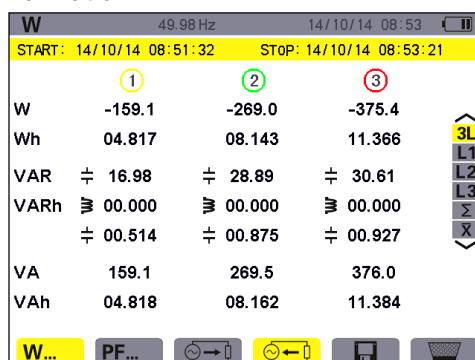 W 49.98 Hz 14/10/14 08:53
START: 14/10/14 08:51:32 STOP: 14/10/14 08:53:21
1 2 3
W -159.1 -269.0 -375.4
Wh 04.817 08.143 11.366
3L
L1
L2
L3
Σ
X̄
VAR 16.98 28.89 30.61
VARh 00.000 00.000 00.000
00.514 00.875 00.927
VA 159.1 269.5 376.0
VAh 04.818 08.162 11.384
W... PF...